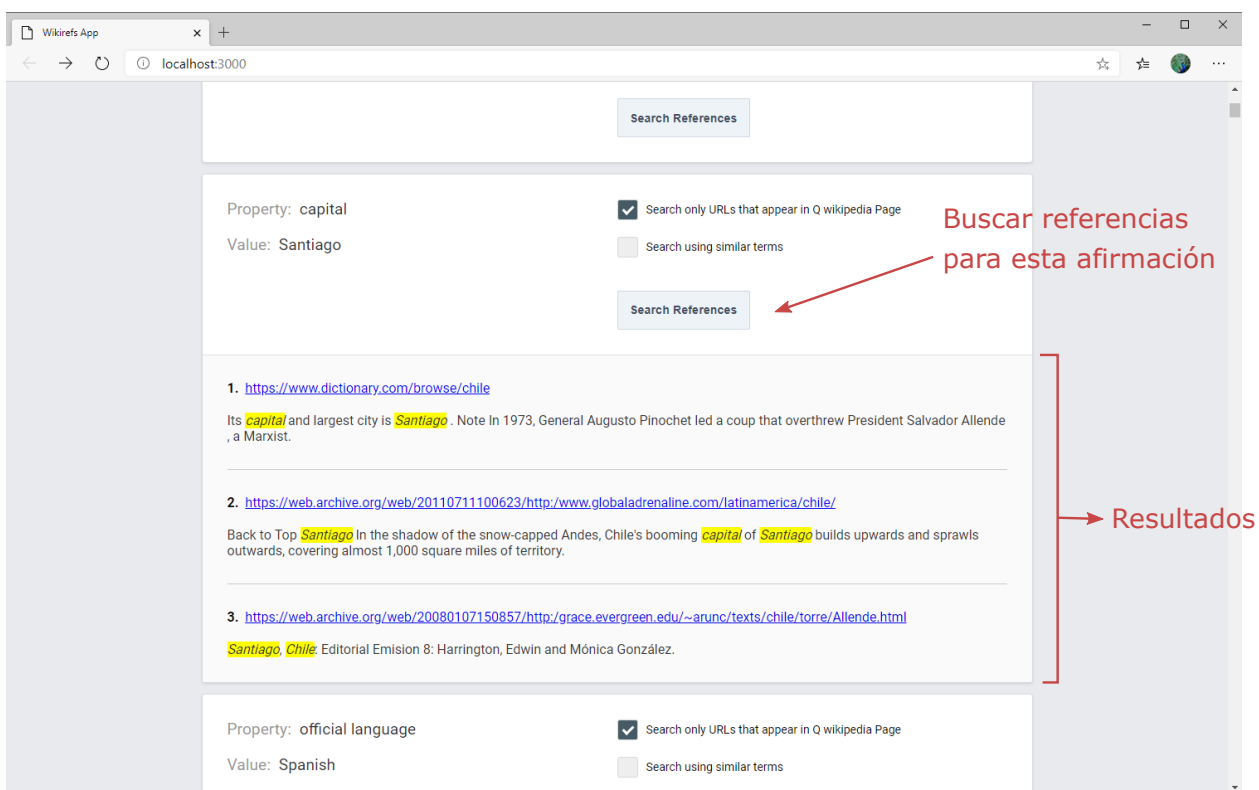 Wikirefs App
localhost:3000
Search References
Property: capital
Search only URLs that appear in Q wikipedia Page
Value: Santiago
Search using similar terms
Buscar referencias
para esta afirmación
Search References
1. https://www.dictionary.com/browse/chile
Its capital and largest city is Santiago . Note In 1973, General Augusto Pinochet led a coup that overthrew President Salvador Allende
, a Marxist.
2. https://web.archive.org/web/20110711100623/http:/www.globaladrenaline.com/latinamerica/chile/
Back to Top Santiago In the shadow of the snow-capped Andes, Chile's booming capital of Santiago builds upwards and sprawls
outwards, covering almost 1,000 square miles of territory.
Resultados
3. https://web.archive.org/web/20080107150857/http:/grace.evergreen.edu/~arunc/texts/chile/torre/Allende.html
Santiago, Chile: Editorial Emision 8: Harrington, Edwin and Mónica González.
Property: official language
Search only URLs that appear in Q wikipedia Page
Value: Spanish
Search using similar terms